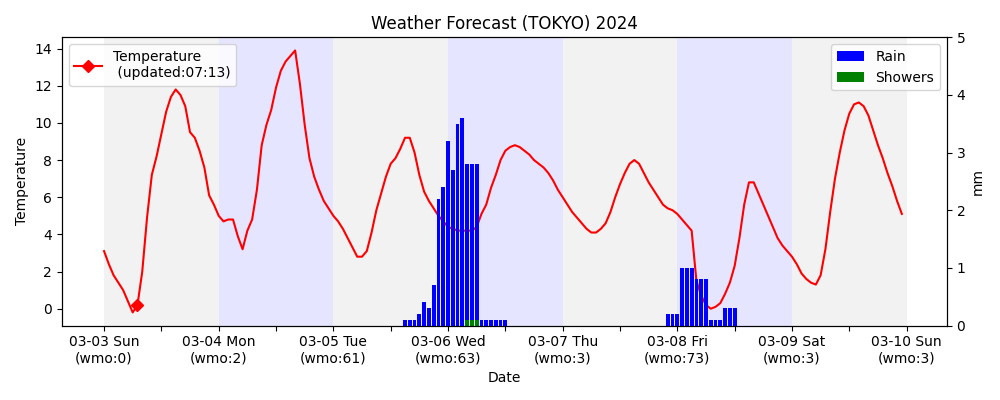 Weather Forecast (TOKYO) 2024
Temperature
(updated:07:13)
Rain
Showers
14
12
10
8
6
4
2
0
Temperature
5
4
3
2
1
0
mm
03-03 Sun
(wmo:0)
03-04 Mon
(wmo:2)
03-05 Tue
(wmo:61)
03-06 Wed
(wmo:63)
03-07 Thu
(wmo:3)
03-08 Fri
(wmo:73)
03-09 Sat
(wmo:3)
03-10 Sun
(wmo:3)
Date